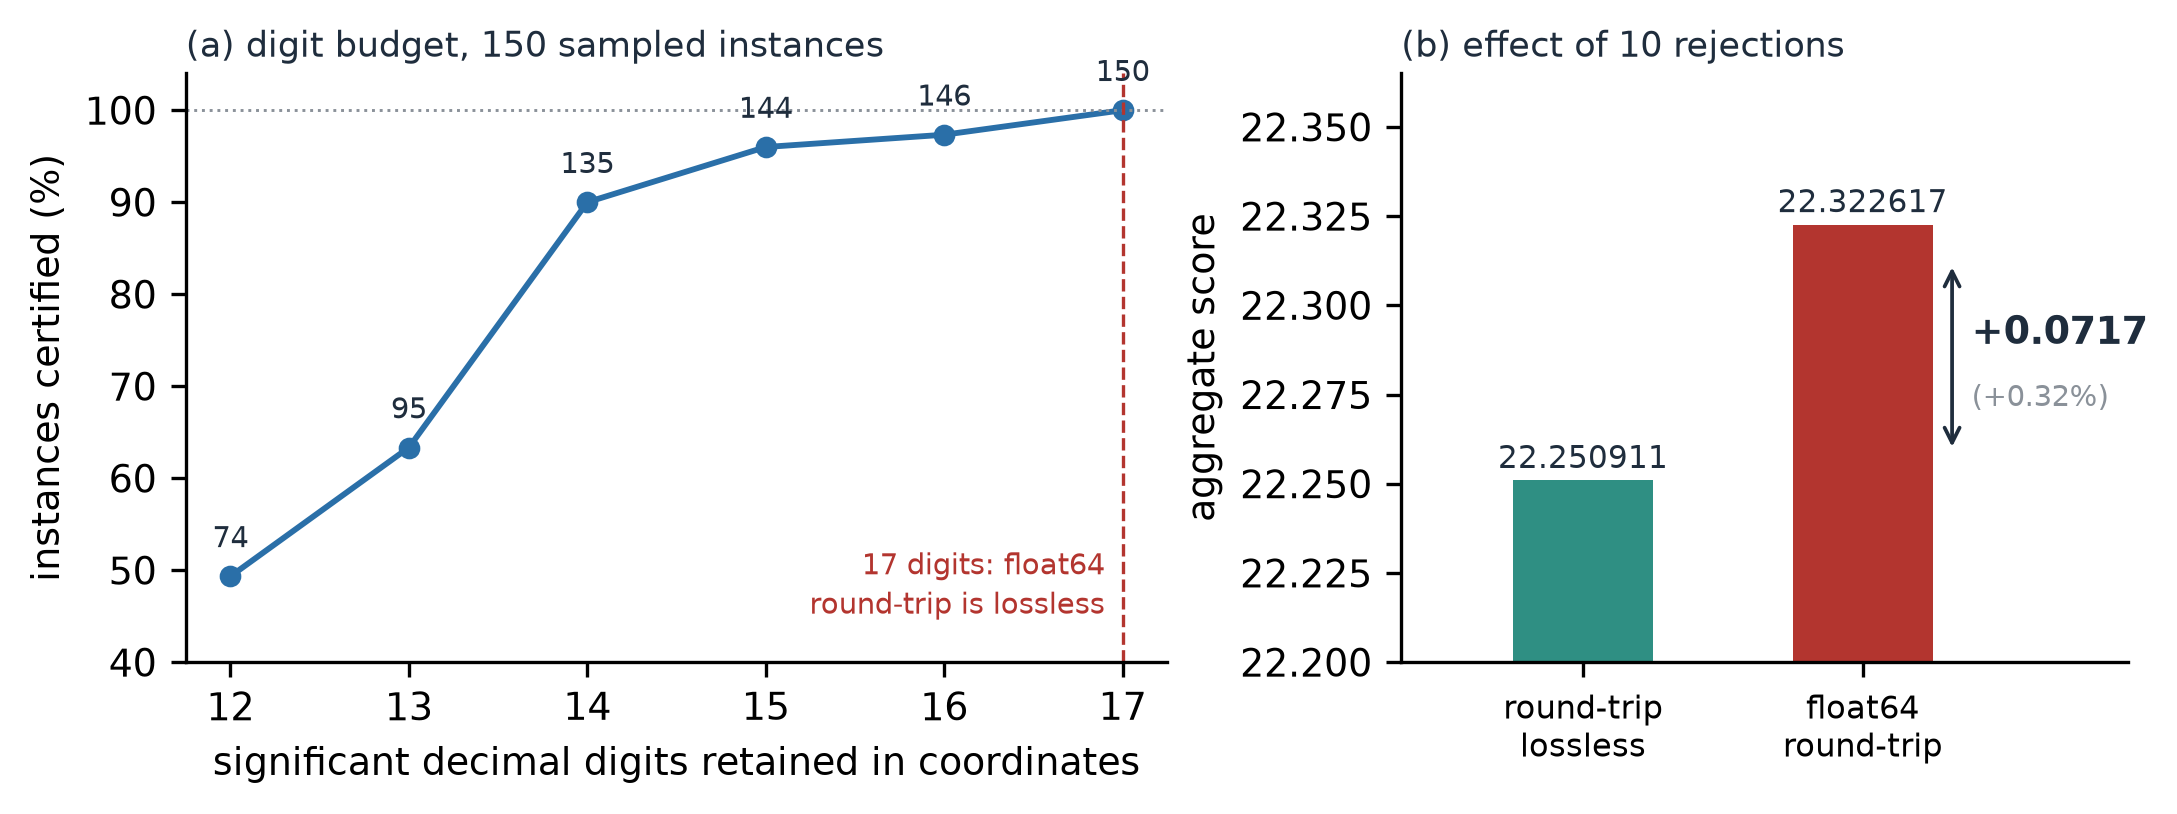 (a) digit budget, 150 sampled instances
instances certified (%)
100
90
80
70
60
50
40
74
95
135
144
146
150
17 digits: float64
round-trip is lossless
12 13 14 15 16 17
significant decimal digits retained in coordinates
(b) effect of 10 rejections
aggregate score
22.350
22.325
22.300
22.275
22.250
22.225
22.200
22.250911
22.322617
+0.0717
(+0.32%)
round-trip
lossless
float64
round-trip